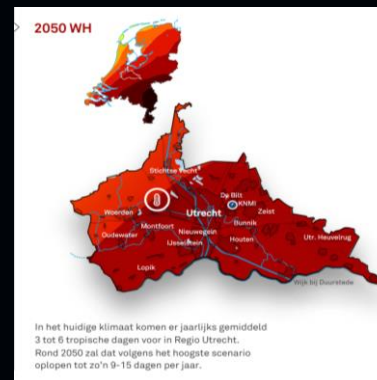 2050 WH
Stichtse Vecht
De Bilt
KNMI
Utrecht
Zeist
Woerden
Bunnik
Montfoort
Nieuwegein
Oudewater
Houten
Utr. Heuvelrug
IJsselstein
Lopik
Wijk bij Duurstede
In het huidige klimaat komen er jaarlijks gemiddeld
3 tot 6 tropische dagen voor in Regio Utrecht.
Rond 2050 zal dat volgens het hoogste scenario
oplopen tot zo'n 9-15 dagen per jaar.